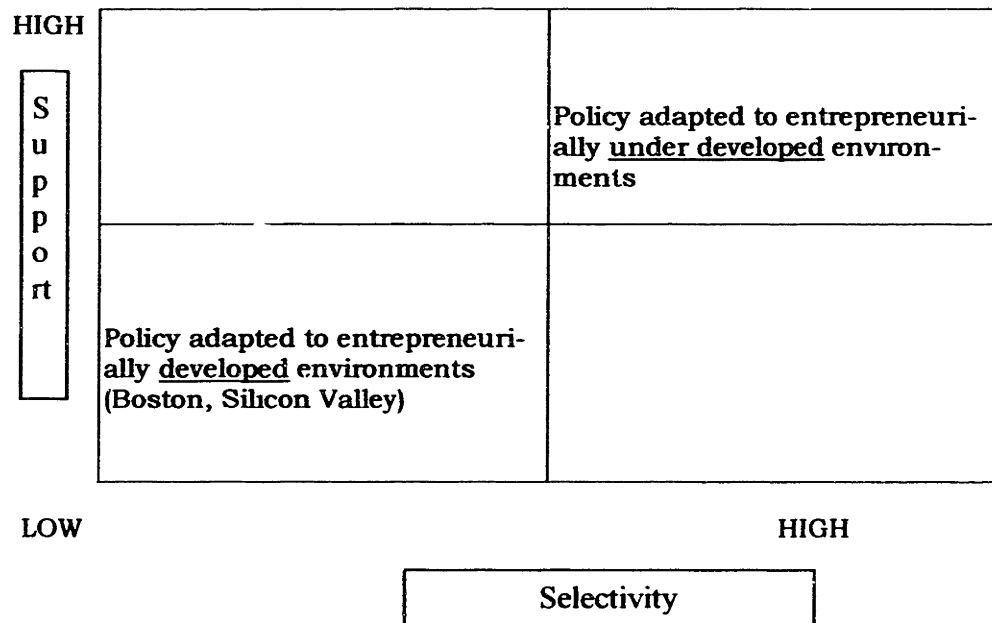 HIGH
Support
Policy adapted to entrepreneuri-
ally under developed environ-
ments
Policy adapted to entrepreneuri-
ally developed environments
(Boston, Silicon Valley)
LOW
HIGH
Selectivity